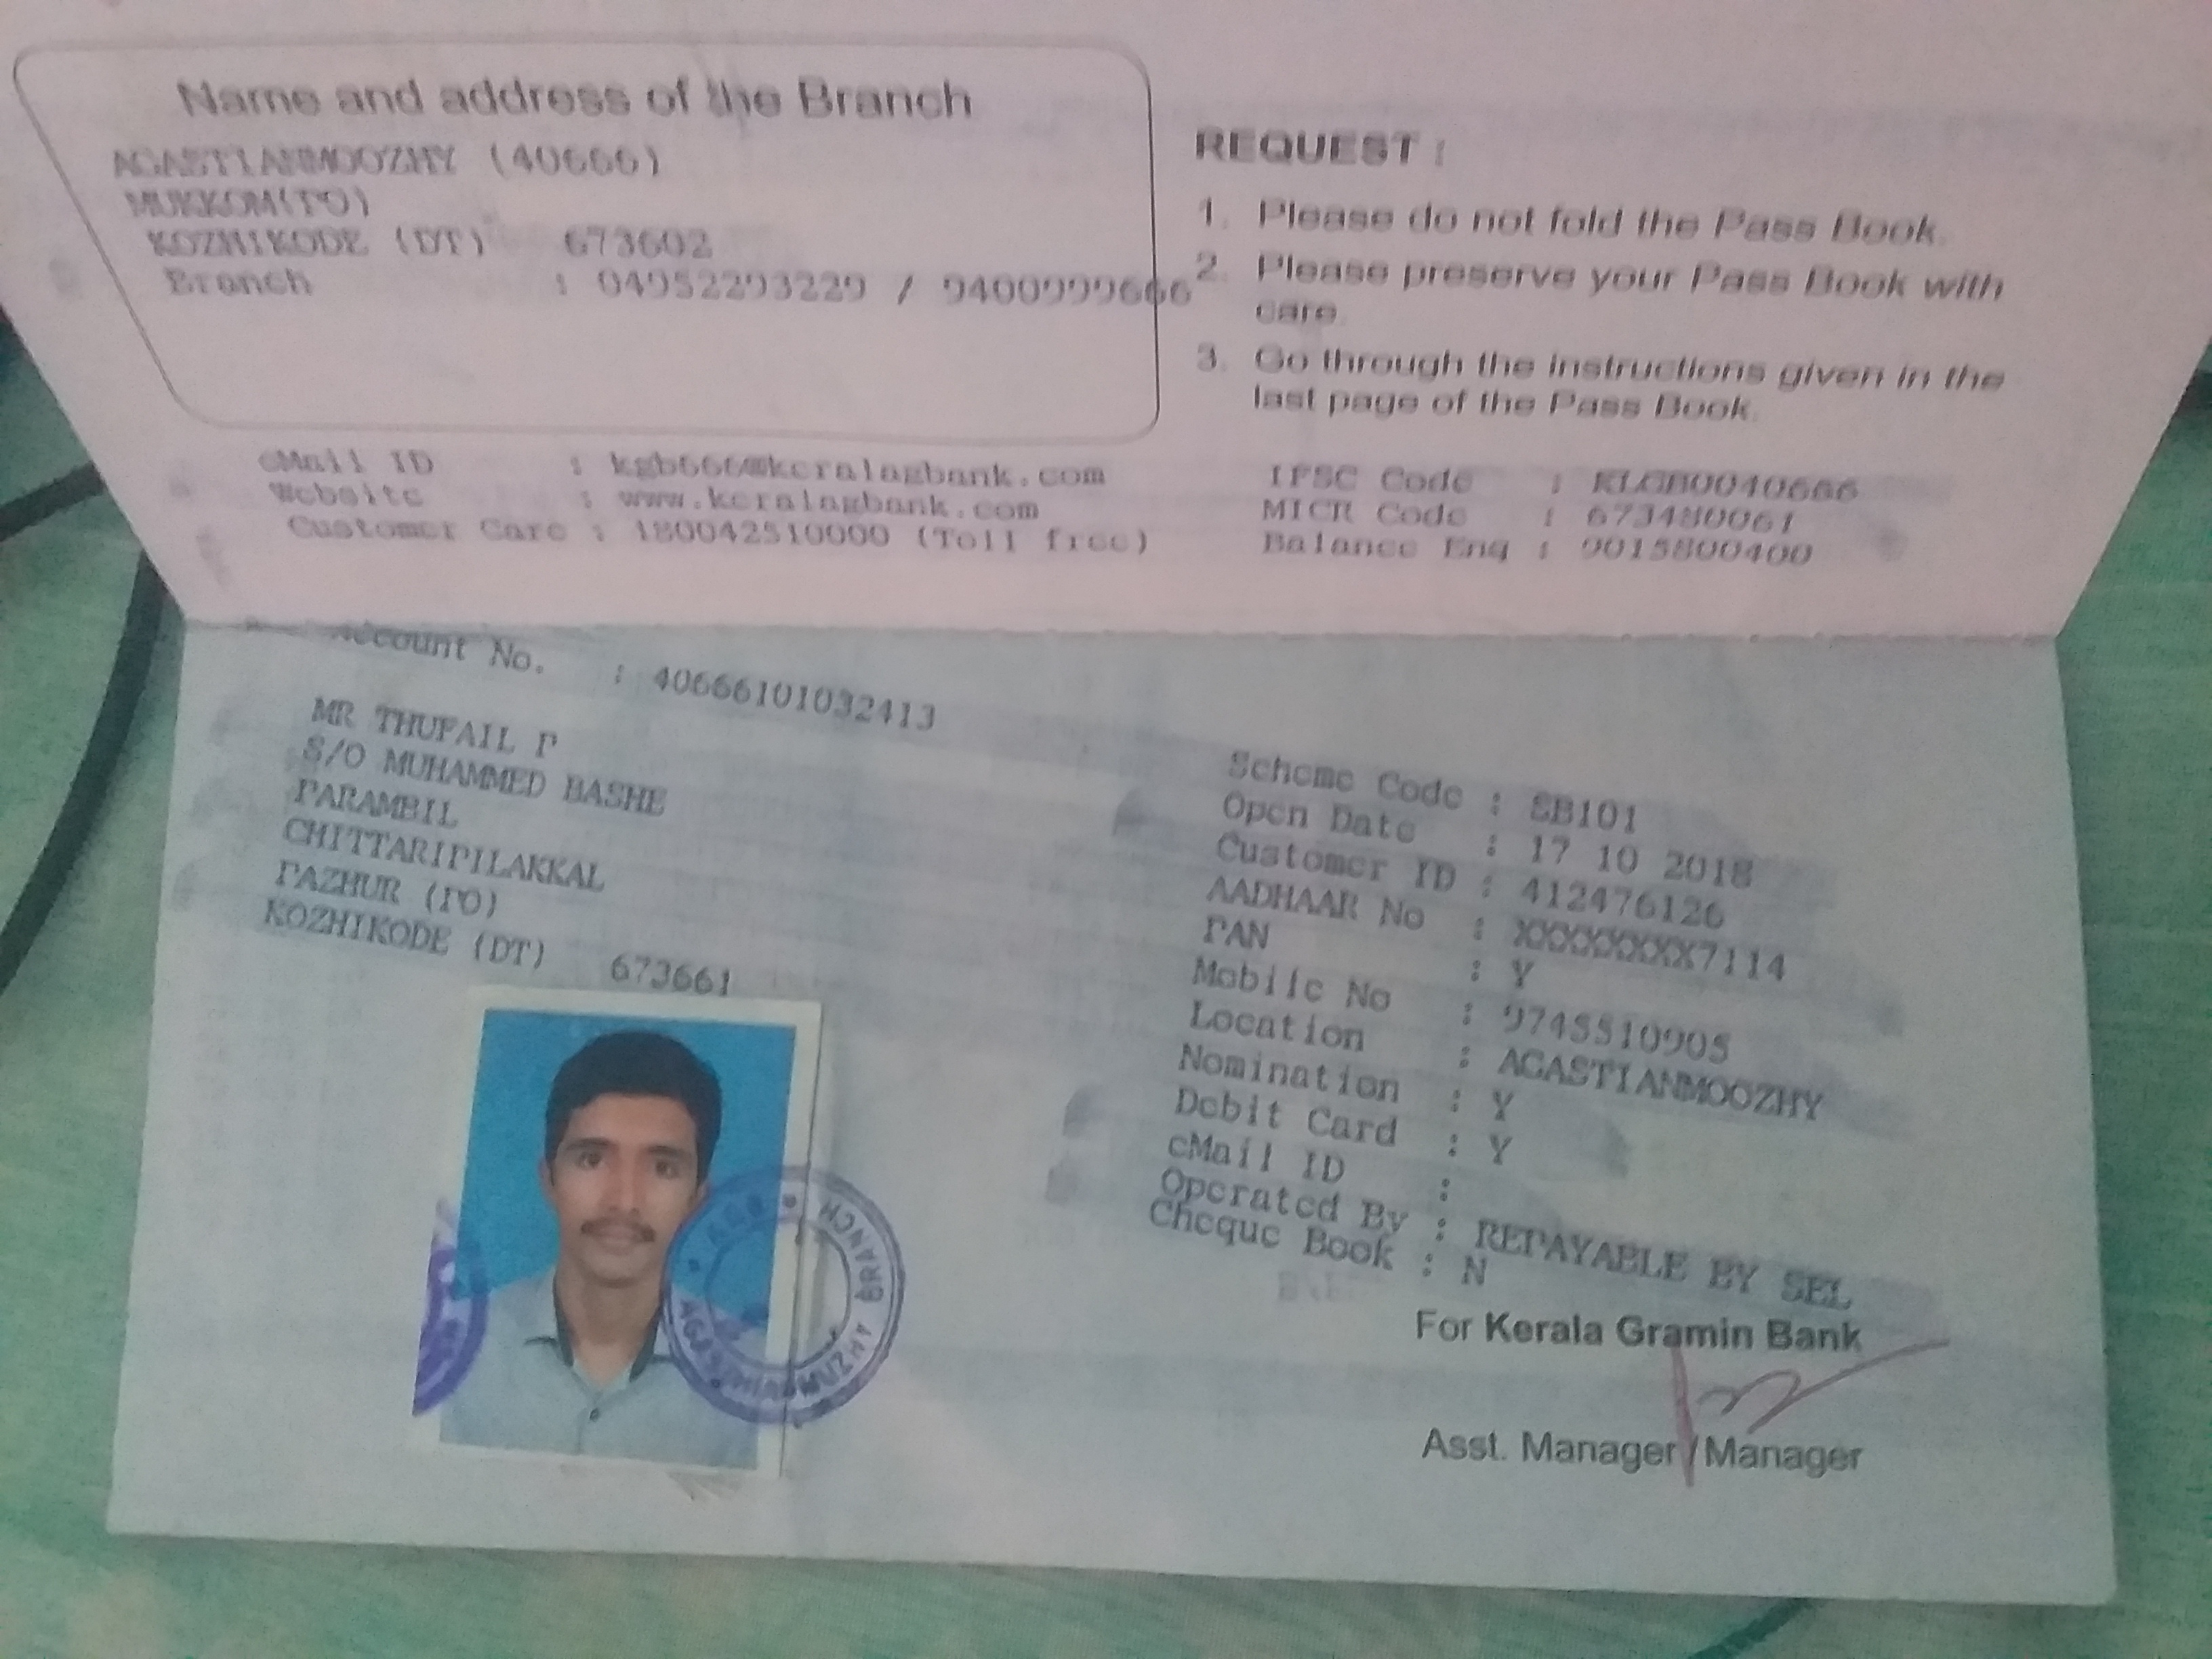 Name and address of the Branch
AGASTIANMOOZHY (40666)
MUKKOM(PO)
KOZHIKODE (DT) 673602
Branch : 04952293229 / 9400999666
REQUEST :
1. Please do not fold the Pass Book.
2. Please preserve your Pass Book with
care.
3. Go through the instructions given in the
last page of the Pass Book.
eMail ID : kgb666@keralagbank.com
Website : www.keralagbank.com
Customer Care : 180042510000 (Toll free)
IFSC Code : KLGB0040666
MICR Code : 673480061
Balance Enq : 9015800400
Account No. : 40666101032413
MR THUFAIL P
S/O MUHAMMED BASHE
PARAMBIL
CHITTARIPILAKKAL
PAZHUR (PO)
KOZHIKODE (DT) 673661
Scheme Code : SB101
Open Date : 17 10 2018
Customer ID : 412476126
AADHAAR No : XXXXXXXX7114
PAN : Y
Mobile No : 9745510905
Location : AGASTIANMOOZHY
Nomination : Y
Debit Card : Y
eMail ID :
Operated By : REPAYABLE BY SEL
Cheque Book : N
For Kerala Gramin Bank
Asst. Manager / Manager
BRANCH